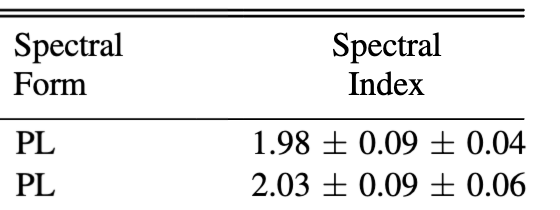 Spectral Spectral
Form Index
PL 1.98 ± 0.09 ± 0.04
PL 2.03 ± 0.09 ± 0.06